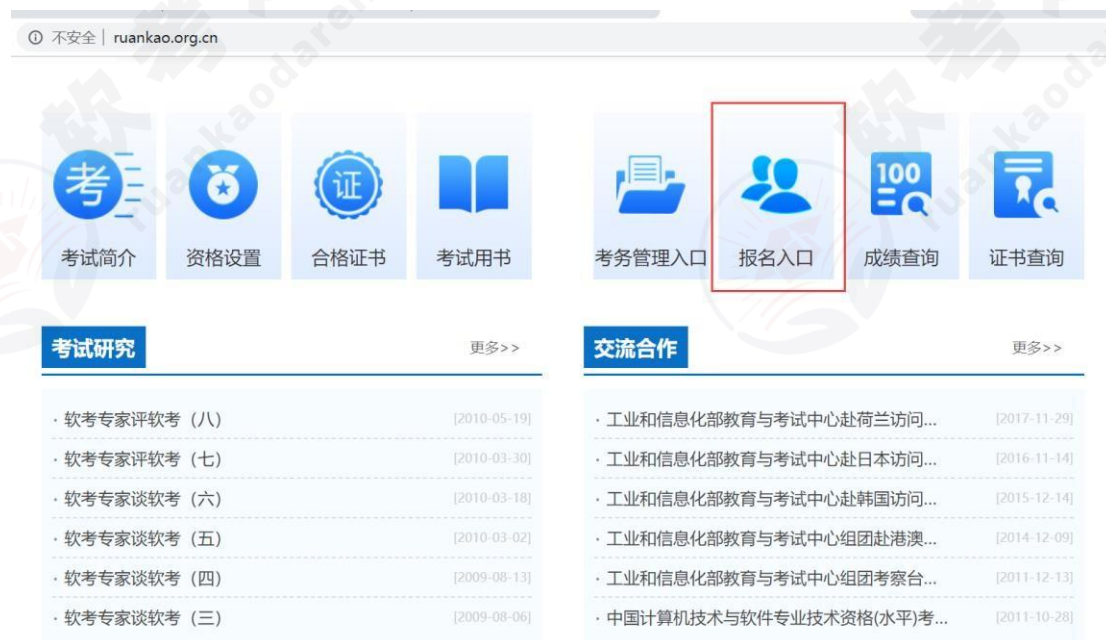 不安全 | ruankao.org.cn
考 证 100
考试简介 资格设置 合格证书 考试用书 考务管理入口 报名入口 成绩查询 证书查询
考试研究 更多>>
· 软考专家评软考（八） [2010-05-19]
· 软考专家评软考（七） [2010-03-30]
· 软考专家谈软考（六） [2010-03-18]
· 软考专家谈软考（五） [2010-03-02]
· 软考专家谈软考（四） [2009-08-13]
· 软考专家谈软考（三） [2009-08-06]
交流合作 更多>>
· 工业和信息化部教育与考试中心赴荷兰访问... [2017-11-29]
· 工业和信息化部教育与考试中心赴日本访问... [2016-11-14]
· 工业和信息化部教育与考试中心赴韩国访问... [2015-12-14]
· 工业和信息化部教育与考试中心组团赴港澳... [2014-12-09]
· 工业和信息化部教育与考试中心组团考察台... [2011-12-13]
· 中国计算机技术与软件专业技术资格(水平)考... [2011-10-28]